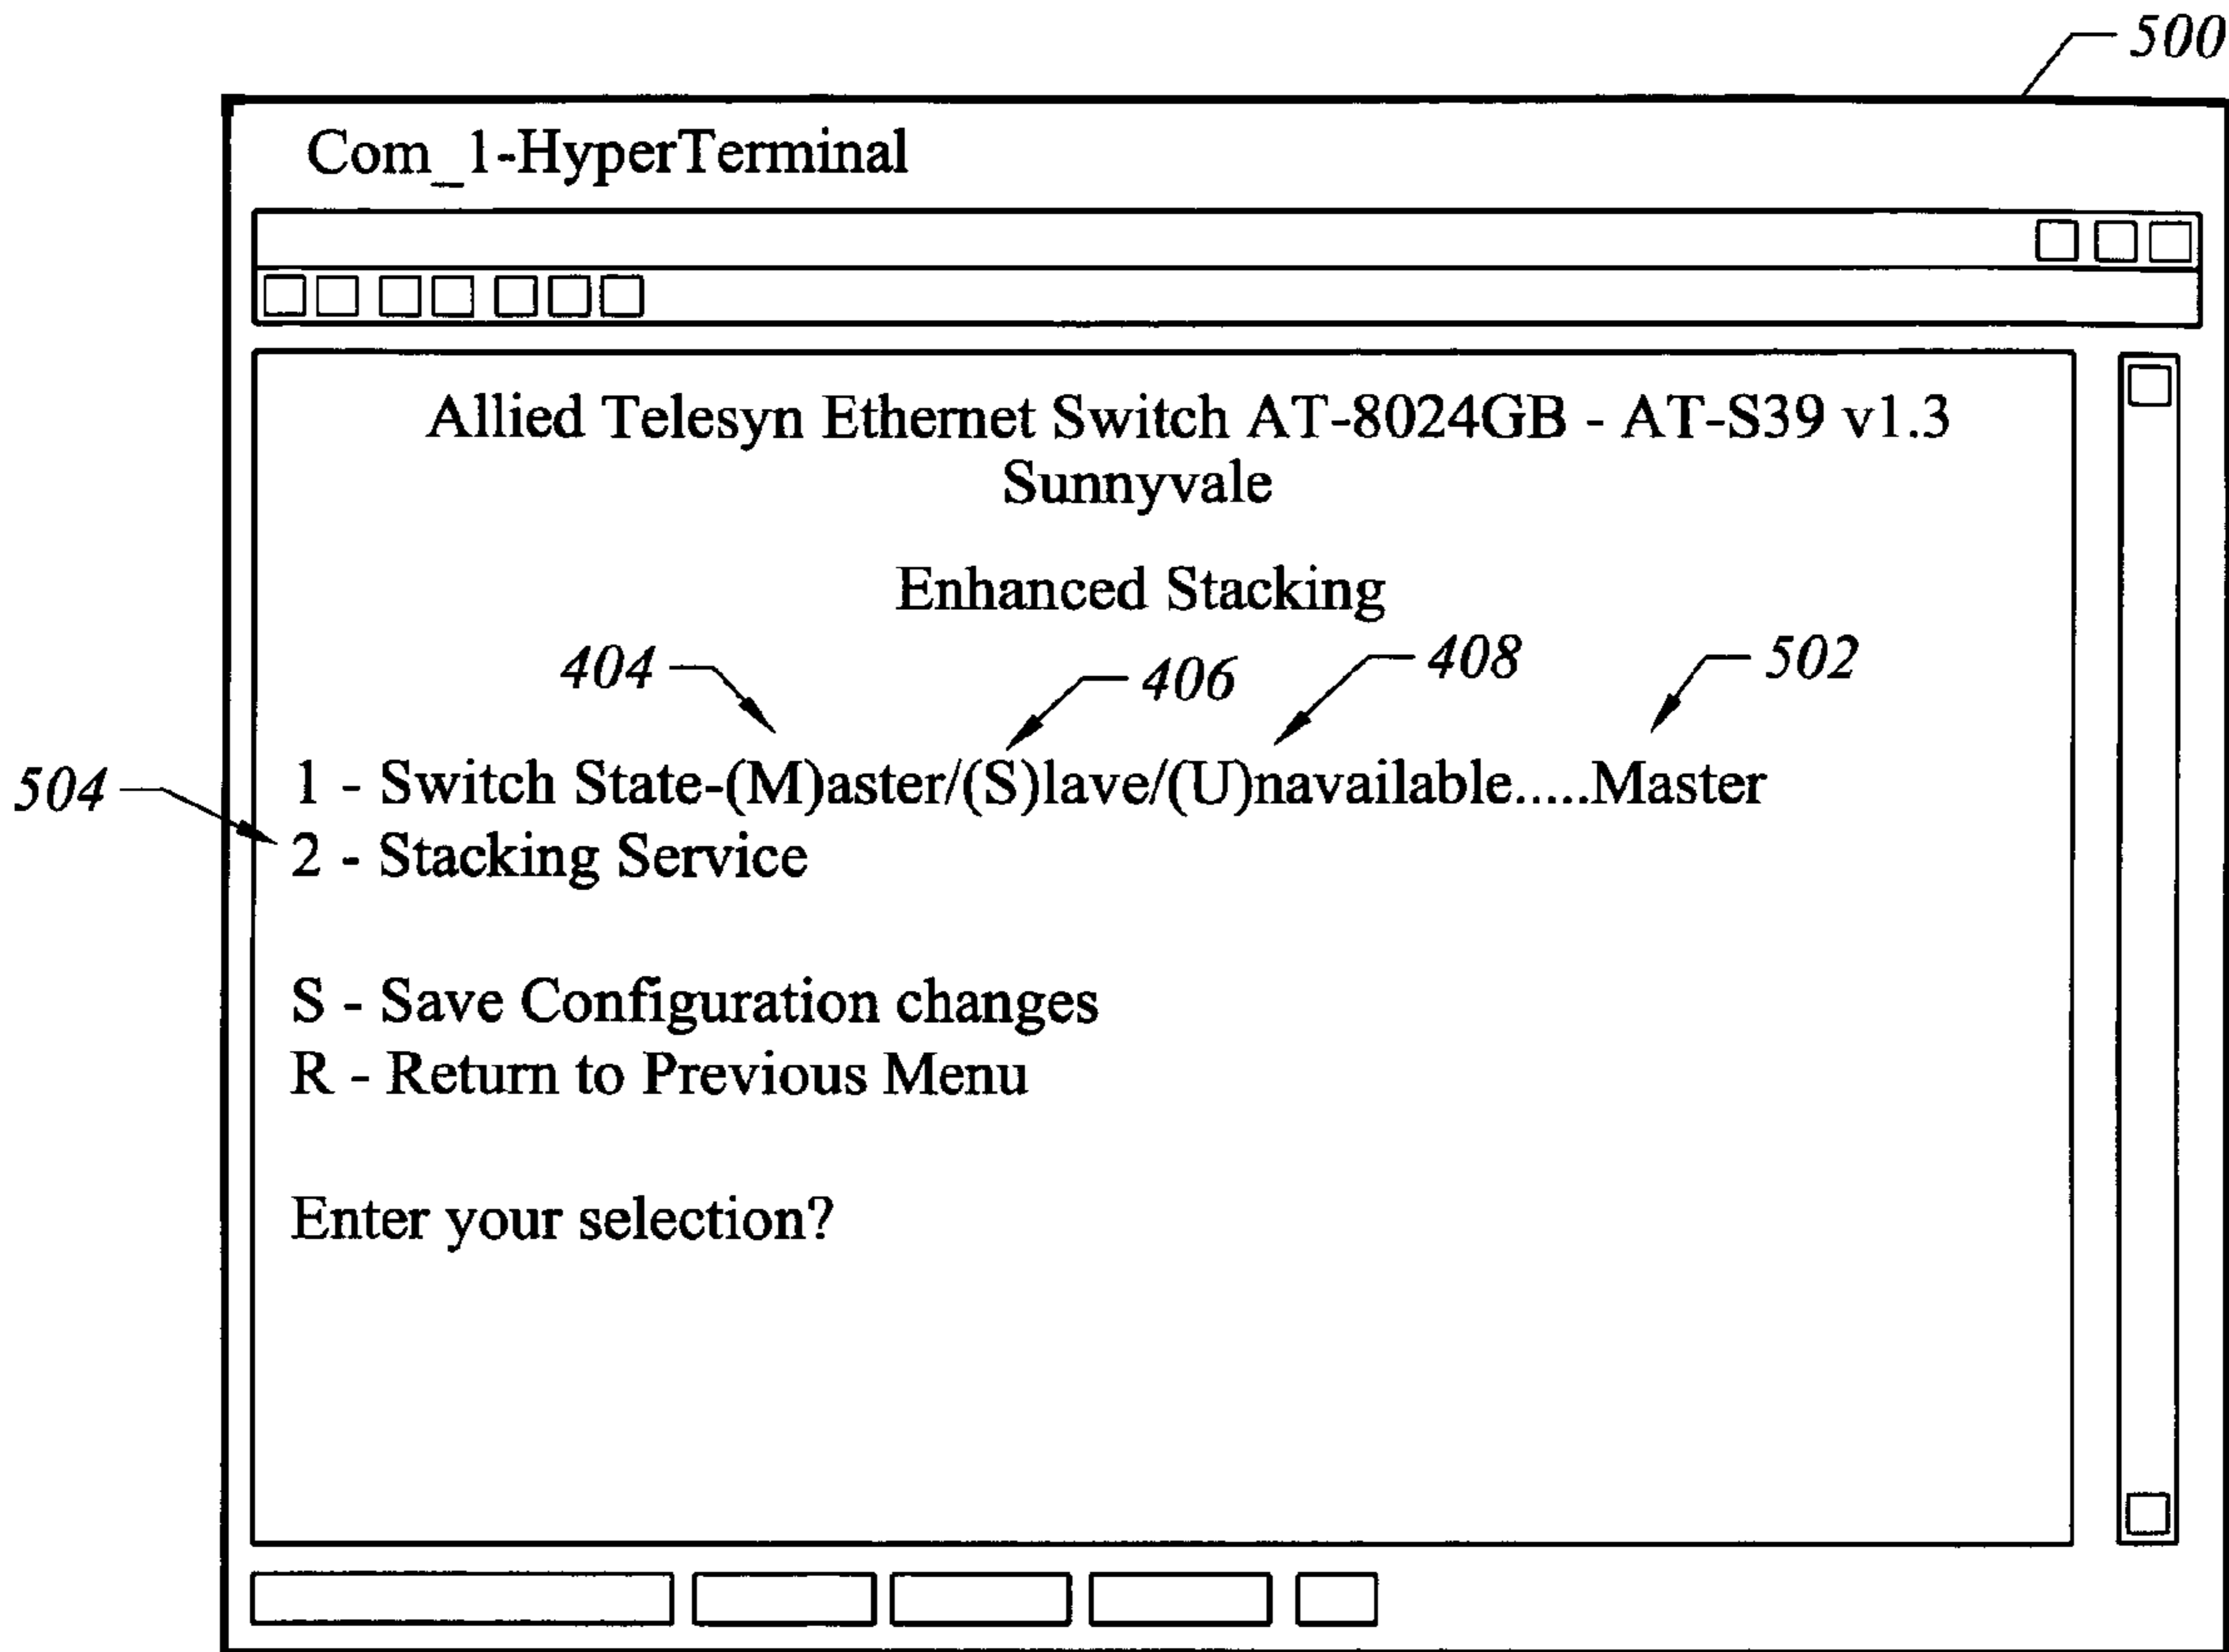 500
Com_1-HyperTerminal
Allied Telesyn Ethernet Switch AT-8024GB - AT-S39 v1.3
Sunnyvale
Enhanced Stacking
404 406 408 502
1 - Switch State-(M)aster/(S)lave/(U)navailable.....Master
504
2 - Stacking Service
S - Save Configuration changes
R - Return to Previous Menu
Enter your selection?